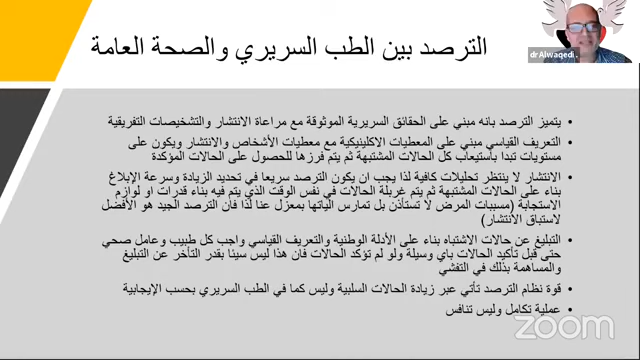 dr Alwaqedi
الترصد بين الطب السريري والصحة العامة
يتميز الترصد بانه مبني على الحقائق السريرية الموثوقة مع مراعاة الانتشار والتشخيصات التفريقية
التعريف القياسي مبني على المعطيات الاكلينيكية مع معطيات الأشخاص والانتشار ويكون على
مستويات تبدا باستيعاب كل الحالات المشتبهة ثم يتم فرزها للحصول على الحالات المؤكدة
الانتشار لا ينتظر تحليلات كافية لذا يجب ان يكون الترصد سريعا في تحديد الزيادة وسرعة الإبلاغ
بناء على الحالات المشتبهة ثم يتم غربلة الحالات في نفس الوقت الذي يتم فيه بناء قدرات او لوازم
الاستجابة (مسببات المرض لا تستأذن بل تمارس الياتها بمعزل عنا لذا فان الترصد الجيد هو الأفضل
لاستباق الانتشار)
التبليغ عن حالات الاشتباه بناء على الأدلة الوطنية والتعريف القياسي واجب كل طبيب وعامل صحي
حتى قبل تأكيد الحالات باي وسيلة ولو لم تؤكد الحالات فان هذا ليس سيئا بقدر التأخر عن التبليغ
والمساهمة بذلك في التفشي
قوة نظام الترصد تأتي عبر زيادة الحالات السلبية وليس كما في الطب السريري بحسب الإيجابية
عملية تكامل وليس تنافس
zoom